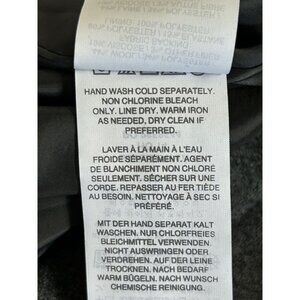 HAND WASH COLD SEPARATELY.
NON CHLORINE BLEACH
ONLY. LINE DRY, WARM IRON
AS NEEDED, DRY CLEAN IF
PREFERRED.
LAVER À LA MAIN À L'EAU
FROIDE SÉPARÉMENT. AGENT
DE BLANCHIMENT NON CHLORÉ
SEULEMENT. SÉCHER SUR UNE
CORDE. REPASSER AU FER TIÈDE
AU BESOIN. NETTOYAGE À SEC SI
PRÉFÉRÉ.
MIT DER HAND SEPARAT KALT
WASCHEN. NUR CHLORFREIES
BLEICHMITTEL VERWENDEN.
NICHT AUSWRINGEN ODER
VERDREHEN. AUF DER LEINE
TROCKNEN. NACH BEDARF
WARM BÜGELN. NACH WUNSCH
CHEMISCHE REINIGUNG.